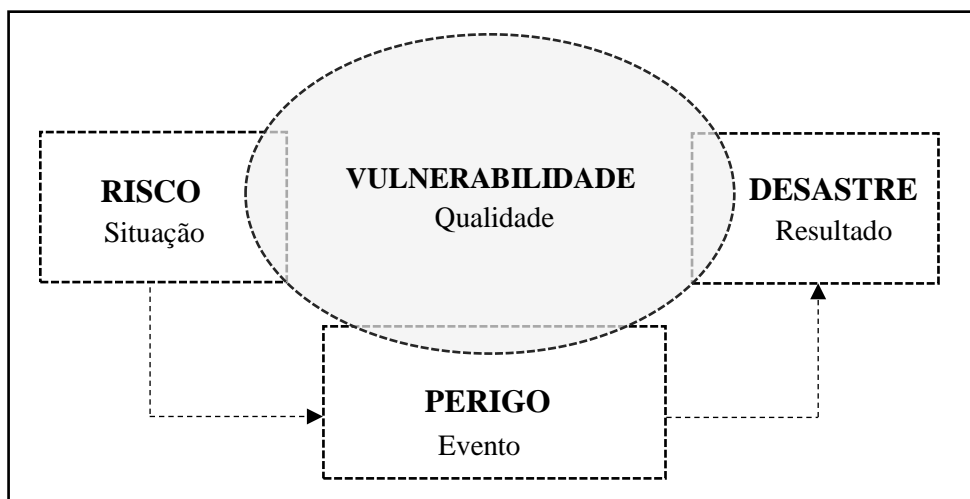 RISCO
Situação
VULNERABILIDADE
Qualidade
DESASTRE
Resultado
PERIGO
Evento